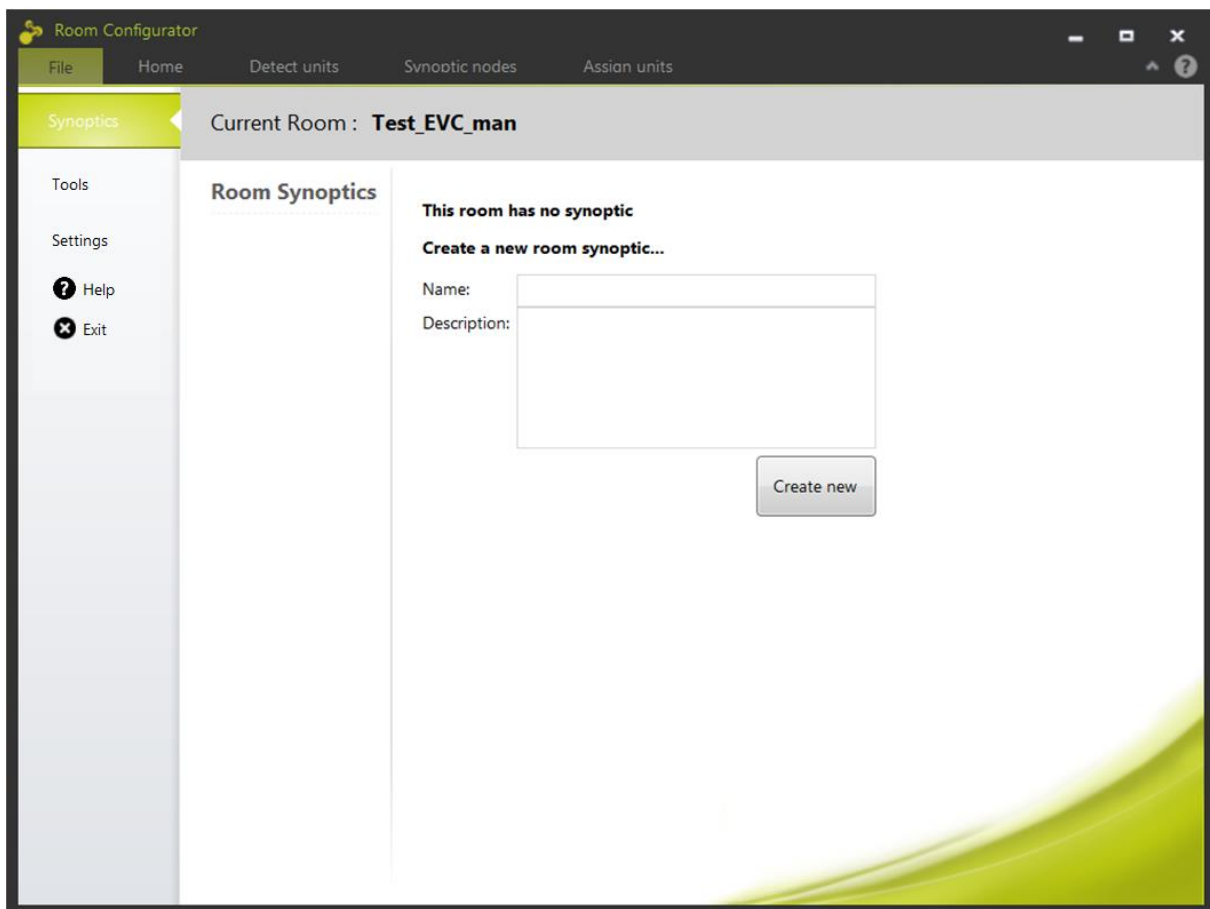 Room Configurator
File Home Detect units Synoptic nodes Assign units
Synoptics
Tools
Settings
Help
Exit
Current Room : Test_EVC_man
Room Synoptics
This room has no synoptic
Create a new room synoptic...
Name:
Description:
Create new